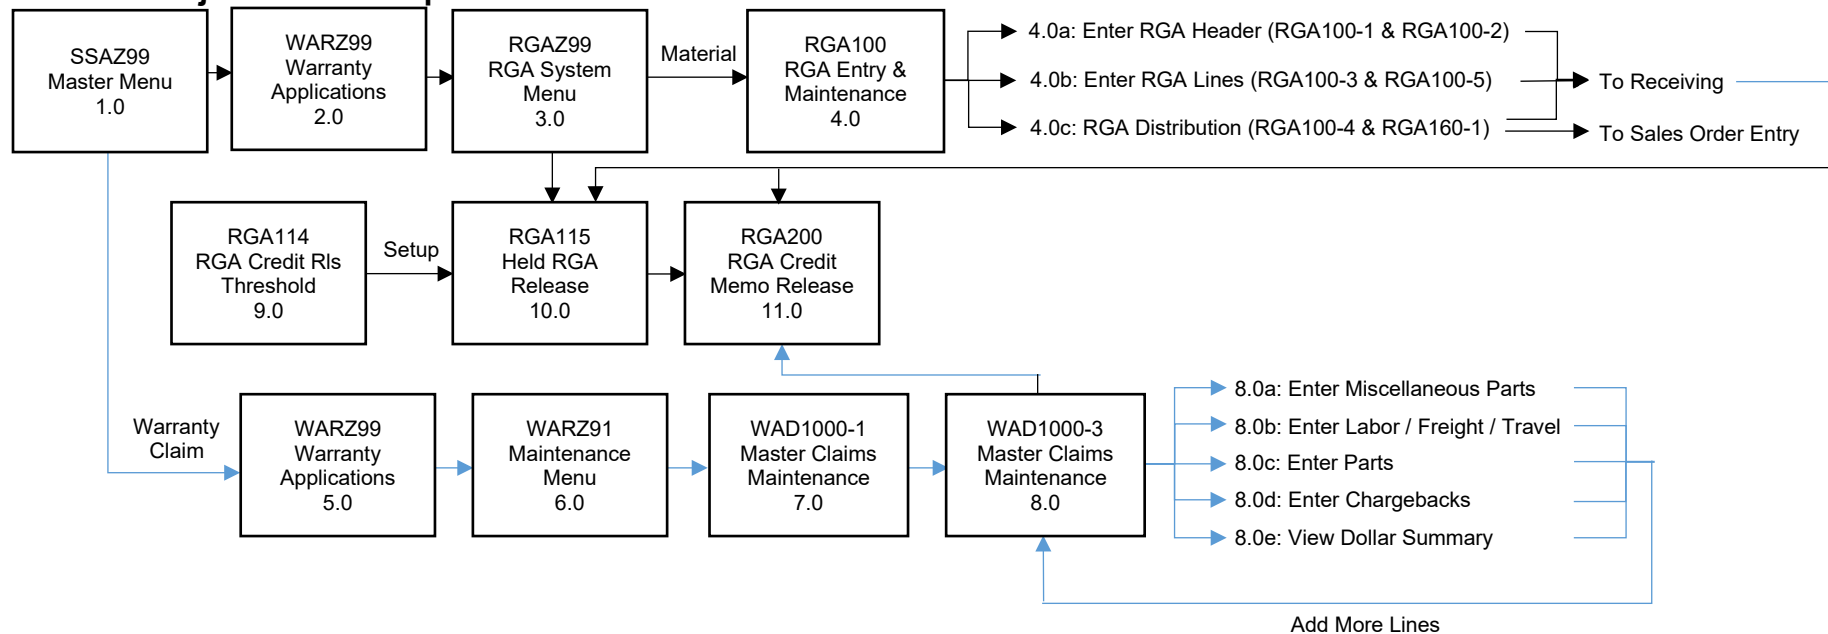 SSAZ99
Master Menu
1.0
WARZ99
Warranty
Applications
2.0
RGAZ99
RGA System
Menu
3.0
Material
RGA100
RGA Entry &
Maintenance
4.0
4.0a: Enter RGA Header (RGA100-1 & RGA100-2)
4.0b: Enter RGA Lines (RGA100-3 & RGA100-5)
4.0c: RGA Distribution (RGA100-4 & RGA160-1)
To Receiving
To Sales Order Entry
RGA114
RGA Credit Rls
Threshold
9.0
Setup
RGA115
Held RGA
Release
10.0
RGA200
RGA Credit
Memo Release
11.0
Warranty
Claim
WARZ99
Warranty
Applications
5.0
WARZ91
Maintenance
Menu
6.0
WAD1000-1
Master Claims
Maintenance
7.0
WAD1000-3
Master Claims
Maintenance
8.0
8.0a: Enter Miscellaneous Parts
8.0b: Enter Labor / Freight / Travel
8.0c: Enter Parts
8.0d: Enter Chargebacks
8.0e: View Dollar Summary
Add More Lines